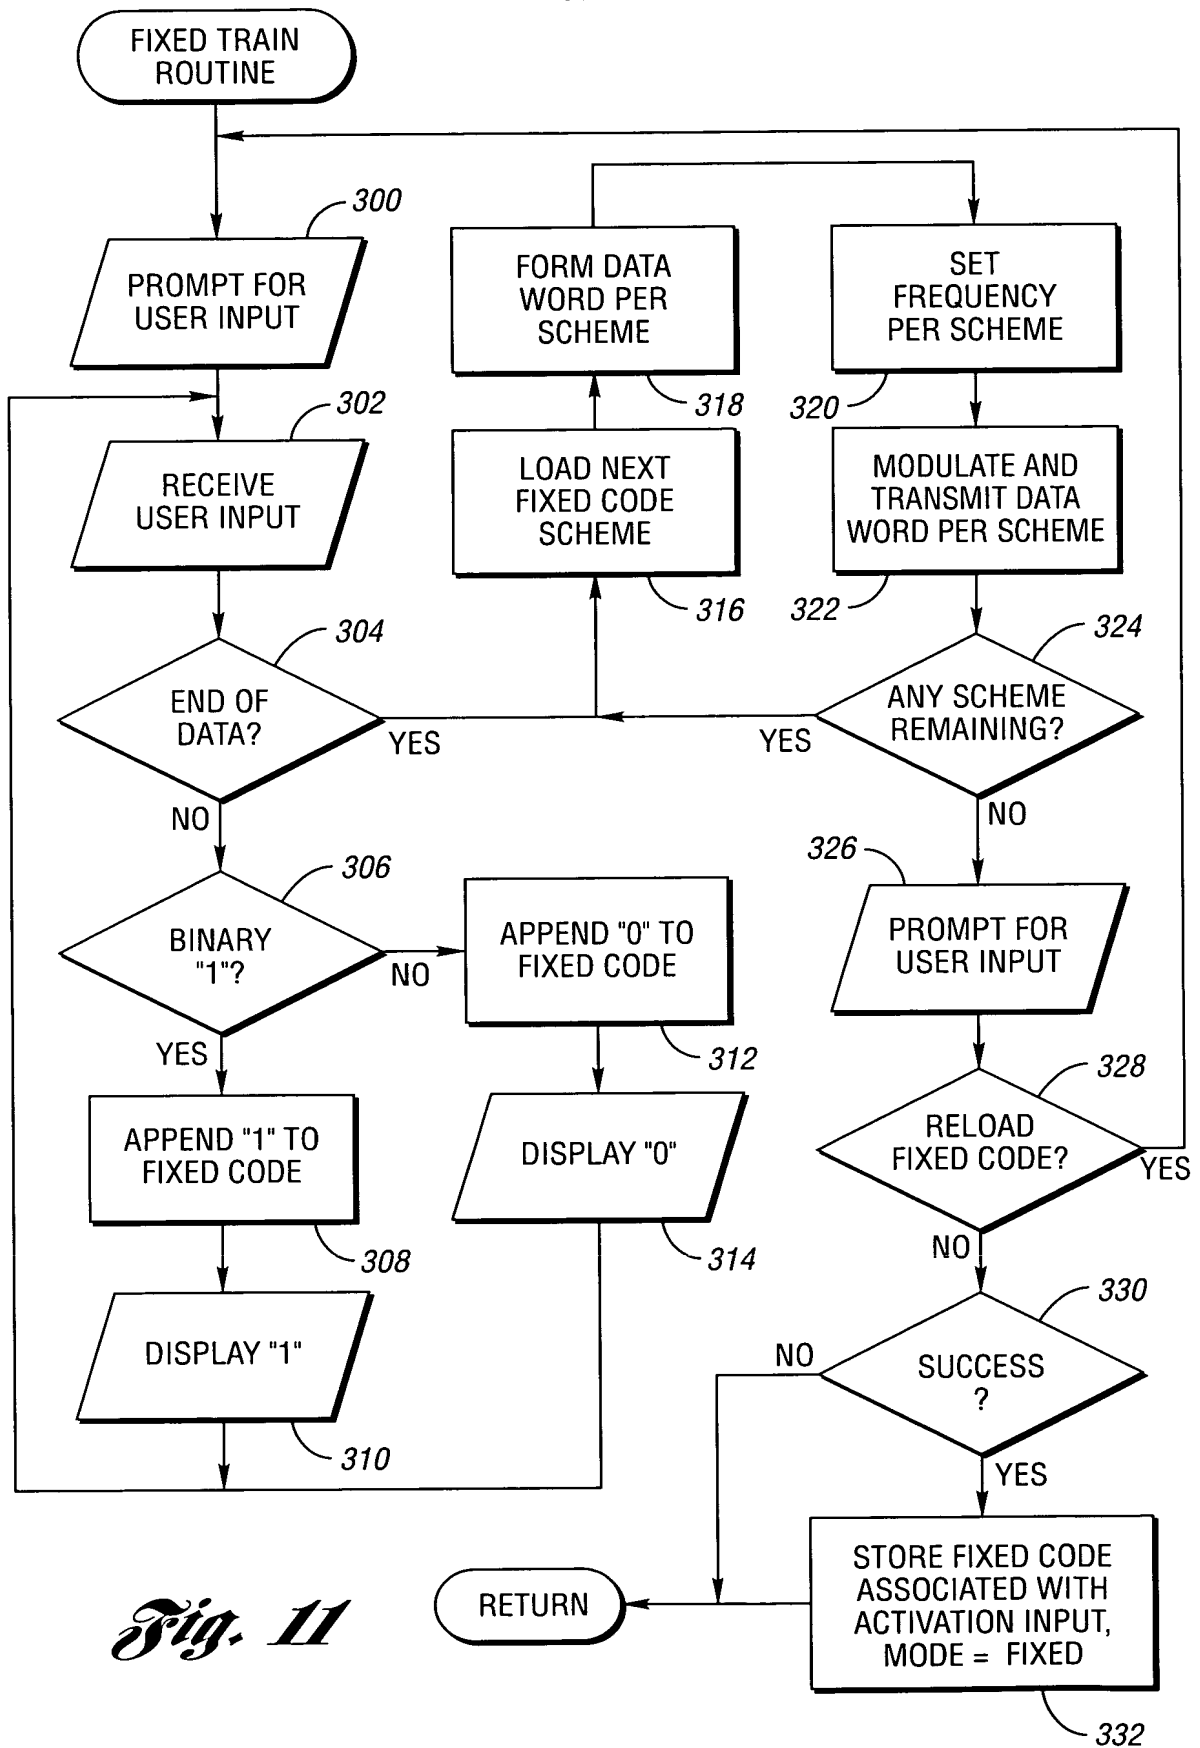 FIXED TRAIN
ROUTINE
300
PROMPT FOR
USER INPUT
302
RECEIVE
USER INPUT
304
END OF
DATA?
YES
NO
306
BINARY
"1"?
NO
YES
APPEND "1" TO
FIXED CODE
308
DISPLAY "1"
310
APPEND "0" TO
FIXED CODE
312
DISPLAY "0"
314
LOAD NEXT
FIXED CODE
SCHEME
316
FORM DATA
WORD PER
SCHEME
318
SET
FREQUENCY
PER SCHEME
320
MODULATE AND
TRANSMIT DATA
WORD PER SCHEME
322
324
ANY SCHEME
REMAINING?
YES
NO
326
PROMPT FOR
USER INPUT
328
RELOAD
FIXED CODE?
YES
NO
330
SUCCESS
?
NO
YES
STORE FIXED CODE
ASSOCIATED WITH
ACTIVATION INPUT,
MODE = FIXED
332
RETURN
Fig. 11